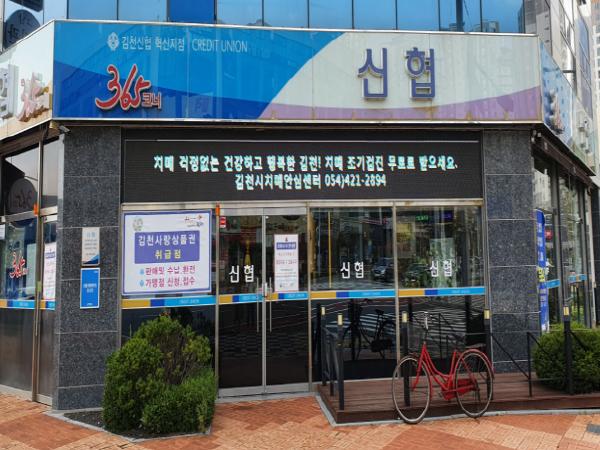 김천신협 혁신지점 | CREDIT UNION
365
코너
신협
치매 걱정없는 건강하고 행복한 김천! 치매 조기검진 무료로 받으세요.
김천시치매안심센터 054)421-2894
김천사랑상품권
취급점
판매및 수납, 환전
가맹점 신청, 접수
신협
신협
신협
365